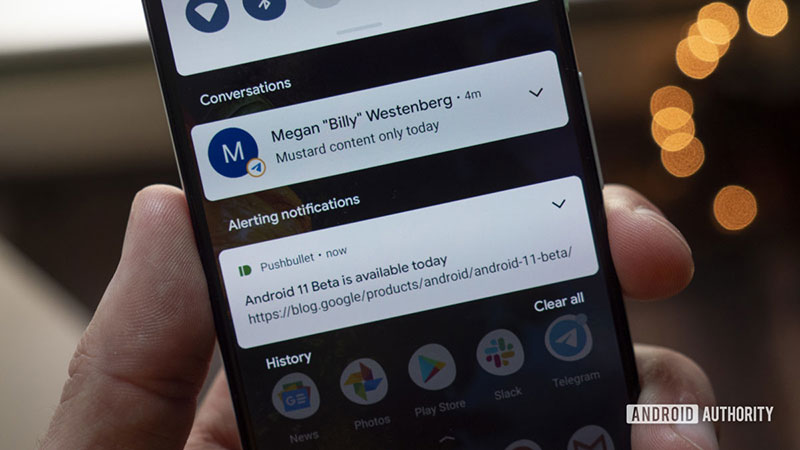 Conversations
Megan "Billy" Westenberg • 4m
M
Mustard content only today
Alerting notifications
Pushbullet • now
Android 11 Beta is available today
https://blog.google/products/android/android-11-beta/
Clear all
History
News
Photos
Play Store
Slack
Telegram
ANDROID AUTHORITY